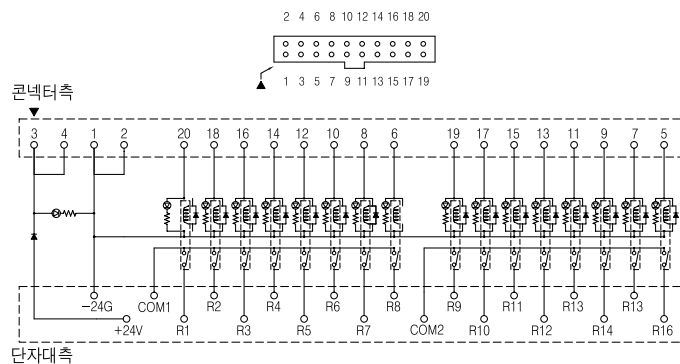 2 4 6 8 10 12 14 16 18 20
1 3 5 7 9 11 13 15 17 19
콘넥터측
3 4 1 2 20 18 16 14 12 10 8 6 19 17 15 13 11 9 7 5
-24G COM1 R2 R4 R6 R8 R9 R11 R13 R13
+24V R1 R3 R5 R7 COM2 R10 R12 R14 R16
단자대측